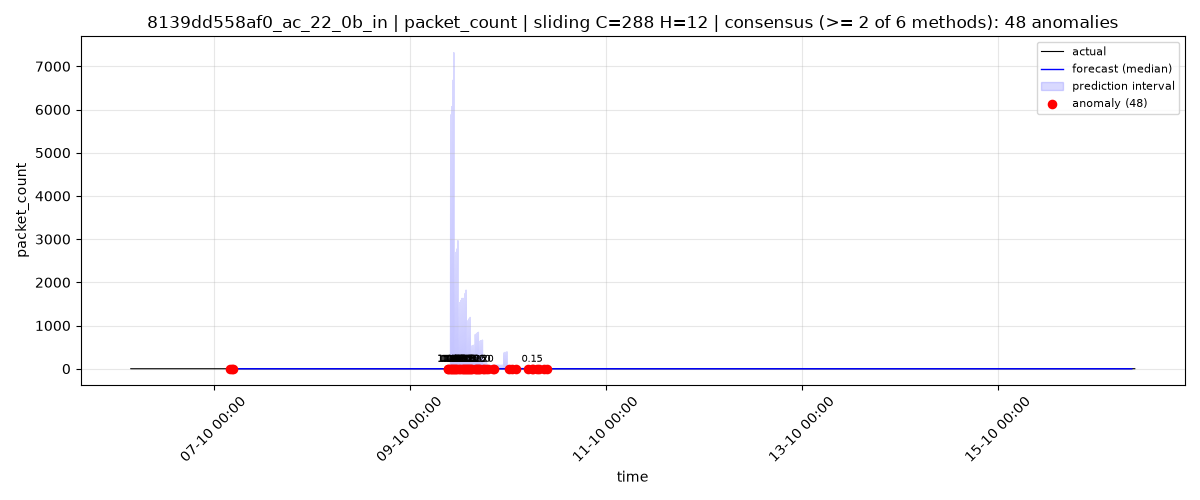 8139dd558af0_ac_22_0b_in | packet_count | sliding C=288 H=12 | consensus (>= 2 of 6 methods): 48 anomalies
actual
forecast (median)
prediction interval
anomaly (48)
packet_count
7000
6000
5000
4000
3000
2000
1000
0
0.15
07-10 00:00
09-10 00:00
11-10 00:00
13-10 00:00
15-10 00:00
time